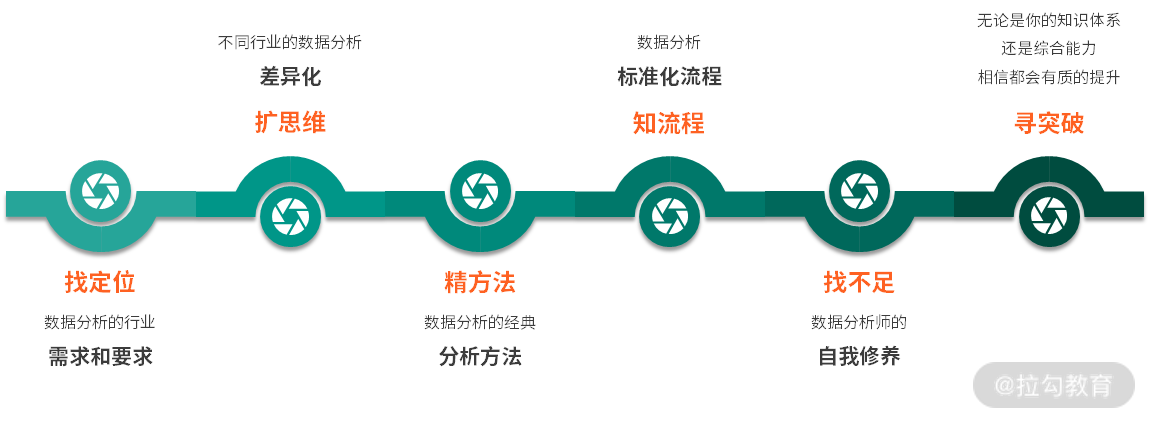 找定位
数据分析的行业
需求和要求
不同行业的数据分析
差异化
扩思维
精方法
数据分析的经典
分析方法
数据分析
标准化流程
知流程
找不足
数据分析师的
自我修养
无论是你的知识体系
还是综合能力
相信都会有质的提升
寻突破
@拉勾教育